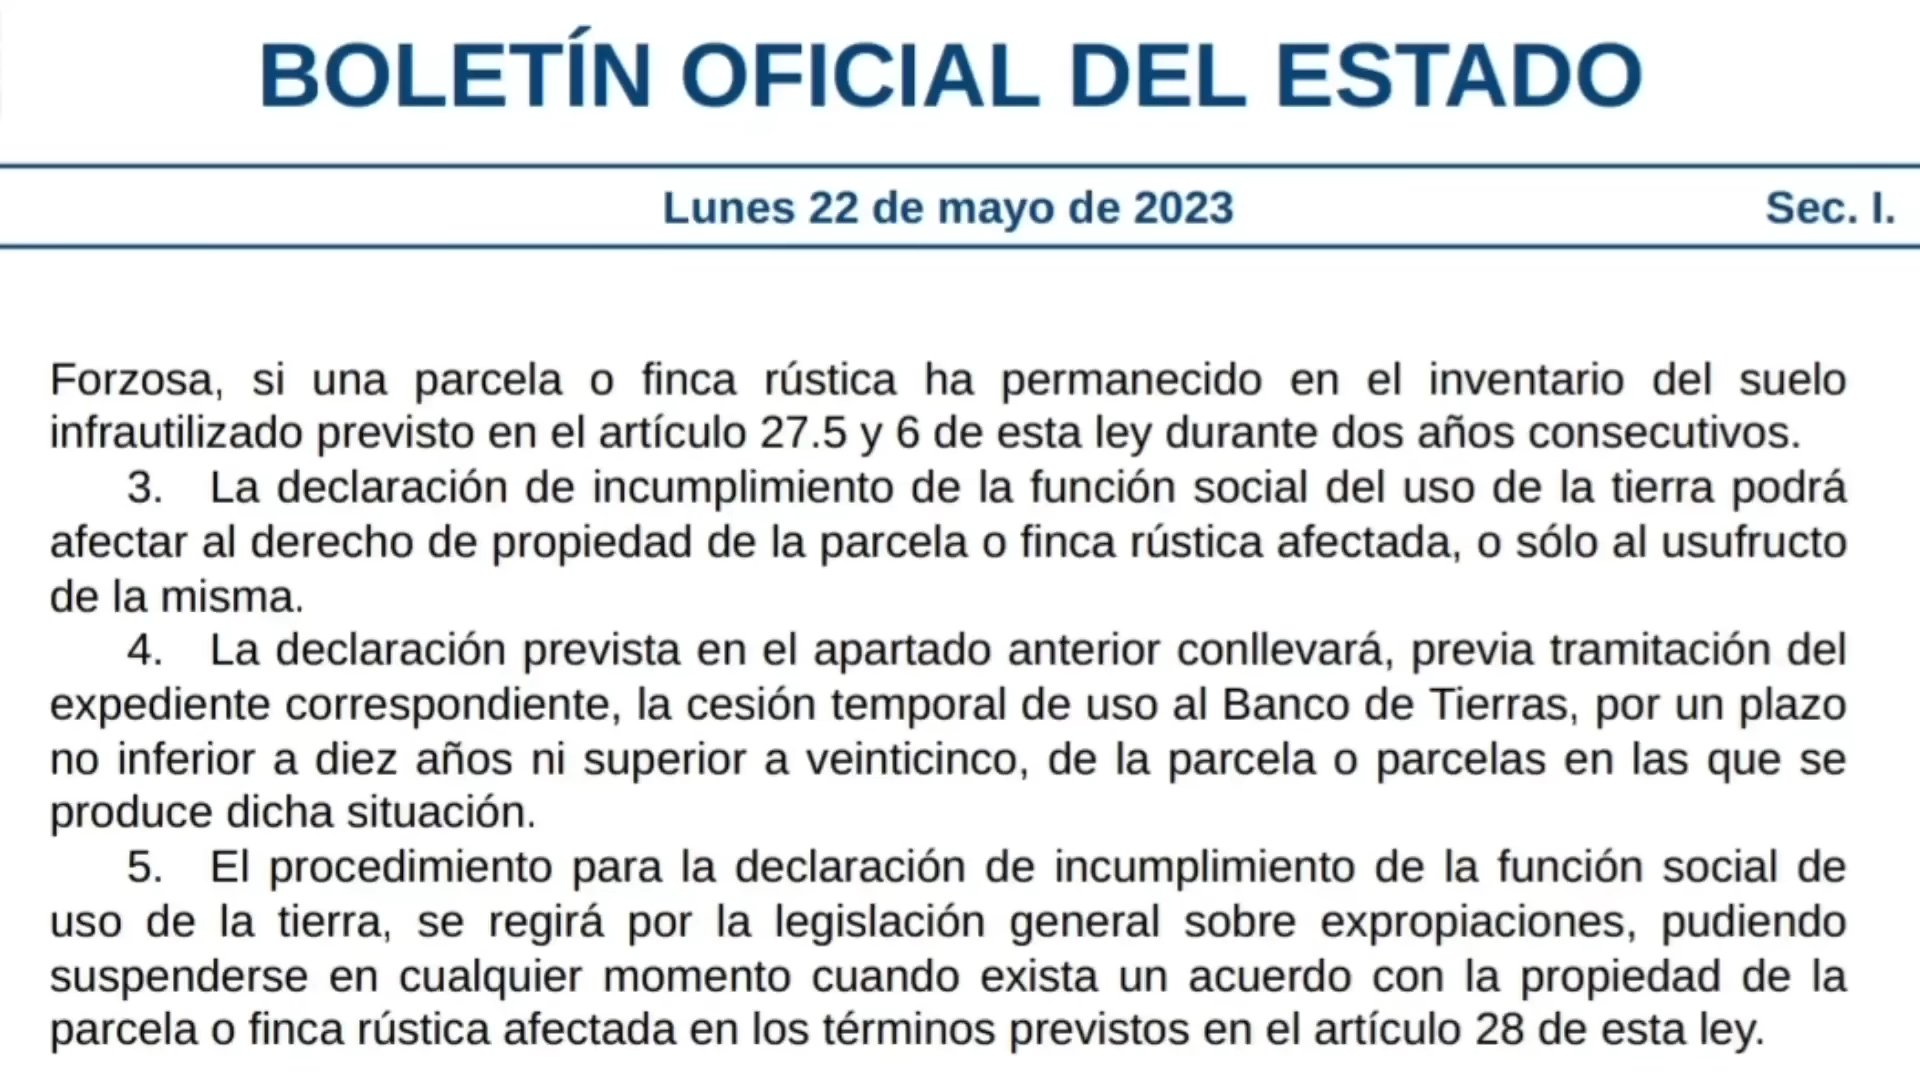 BOLETÍN OFICIAL DEL ESTADO
Lunes 22 de mayo de 2023
Sec. I.
Forzosa, si una parcela o finca rústica ha permanecido en el inventario del suelo
infrautilizado previsto en el artículo 27.5 y 6 de esta ley durante dos años consecutivos.
3. La declaración de incumplimiento de la función social del uso de la tierra podrá
afectar al derecho de propiedad de la parcela o finca rústica afectada, o sólo al usufructo
de la misma.
4. La declaración prevista en el apartado anterior conllevará, previa tramitación del
expediente correspondiente, la cesión temporal de uso al Banco de Tierras, por un plazo
no inferior a diez años ni superior a veinticinco, de la parcela o parcelas en las que se
produce dicha situación.
5. El procedimiento para la declaración de incumplimiento de la función social de
uso de la tierra, se regirá por la legislación general sobre expropiaciones, pudiendo
suspenderse en cualquier momento cuando exista un acuerdo con la propiedad de la
parcela o finca rústica afectada en los términos previstos en el artículo 28 de esta ley.